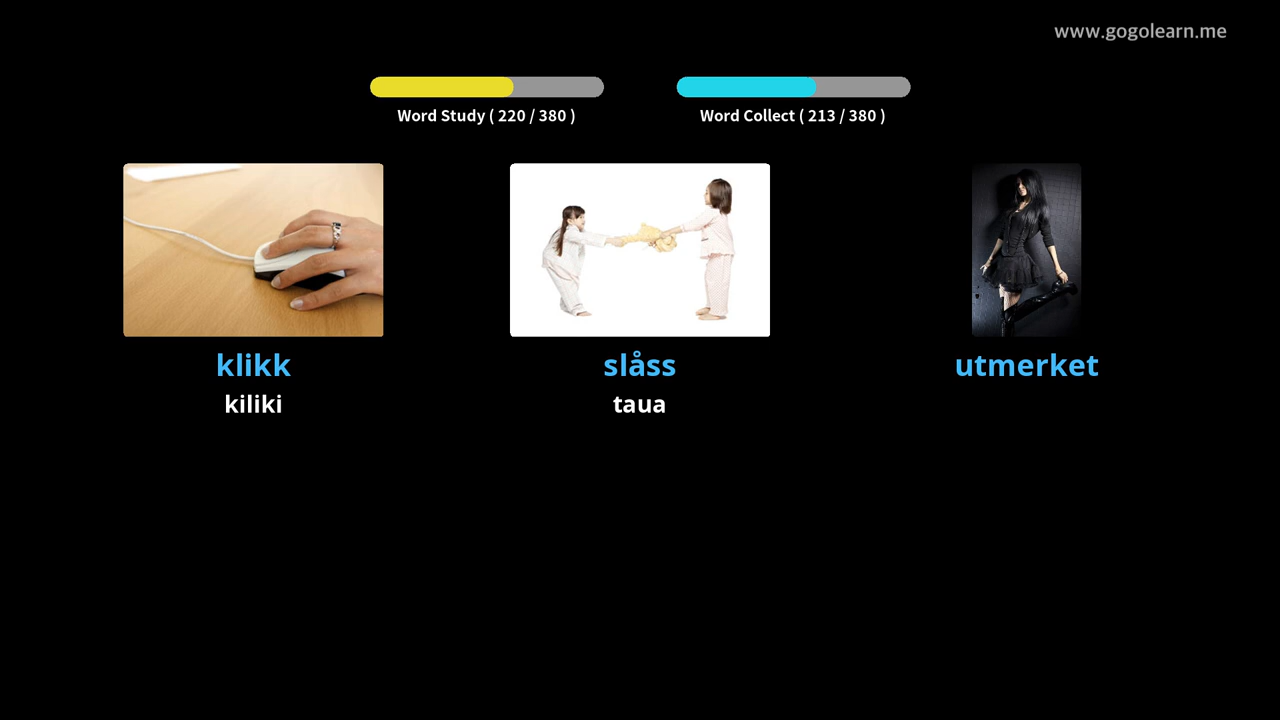 www.gogolearn.me
Word Study ( 220 / 380 )
Word Collect ( 213 / 380 )
klikk
kiliki
slåss
taua
utmerket